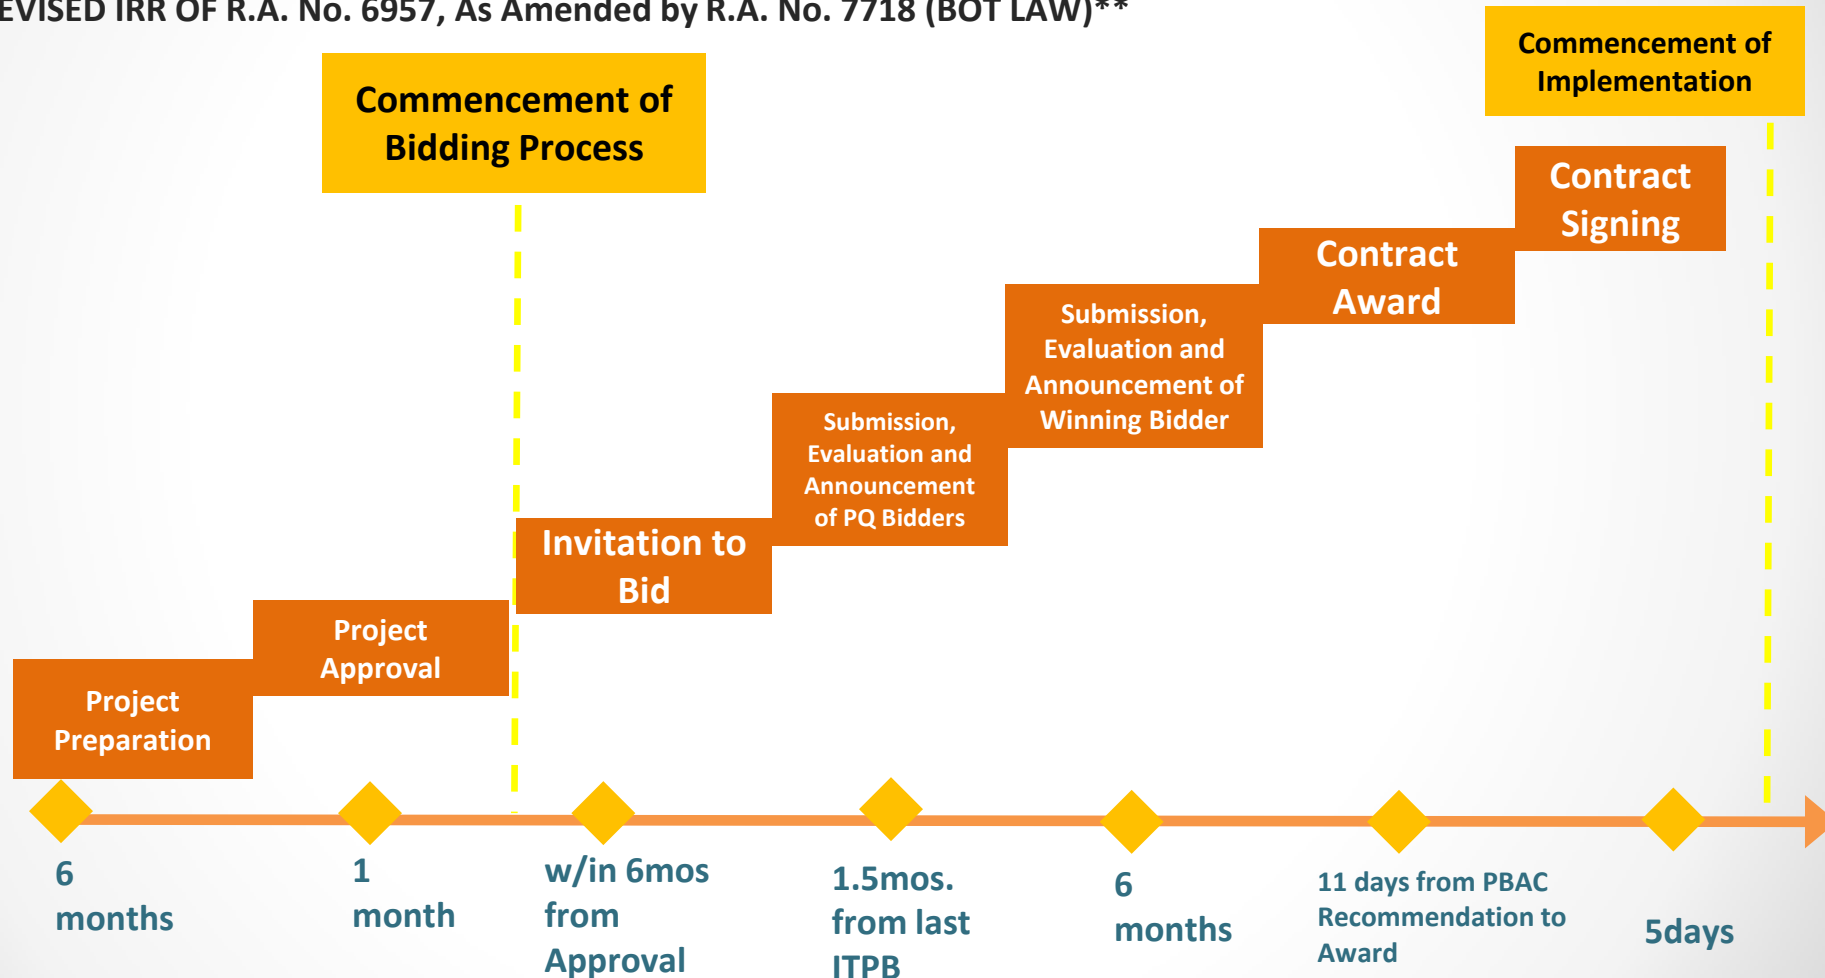 EVISED IRR OF R.A. No. 6957, As Amended by R.A. No. 7718 (BOT LAW)**
Commencement of
Implementation
Commencement of
Bidding Process
Contract
Signing
Contract
Award
Submission,
Evaluation and
Announcement of
Winning Bidder
Submission,
Evaluation and
Announcement
of PQ Bidders
Invitation to
Bid
Project
Approval
Project
Preparation
6
months
1
month
w/in 6mos
from
Approval
1.5mos.
from last
ITPB
6
months
11 days from PBAC
Recommendation to
Award
5days